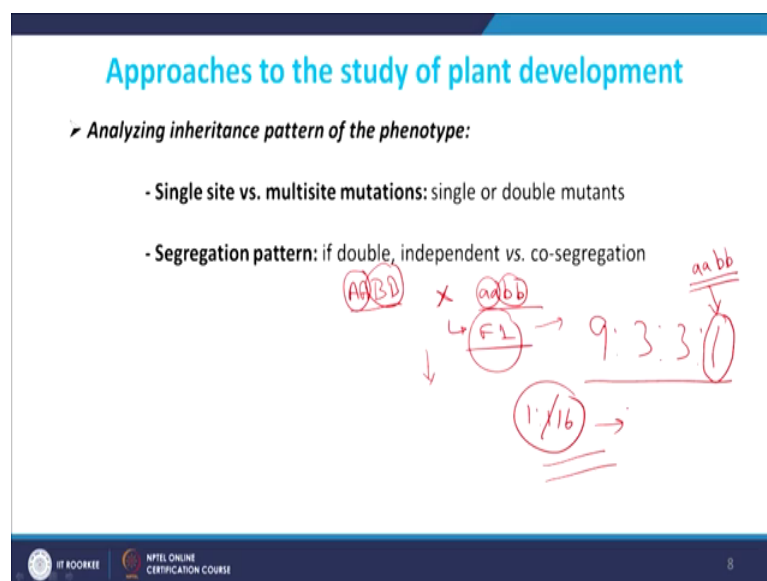 Approaches to the study of plant development
➤ Analyzing inheritance pattern of the phenotype:
- Single site vs. multisite mutations: single or double mutants
- Segregation pattern: if double, independent vs. co-segregation
aabb
AABB x aabb
F1
9:3:3:1
1:/16
IIT ROORKEE
NPTEL ONLINE
CERTIFICATION COURSE
8